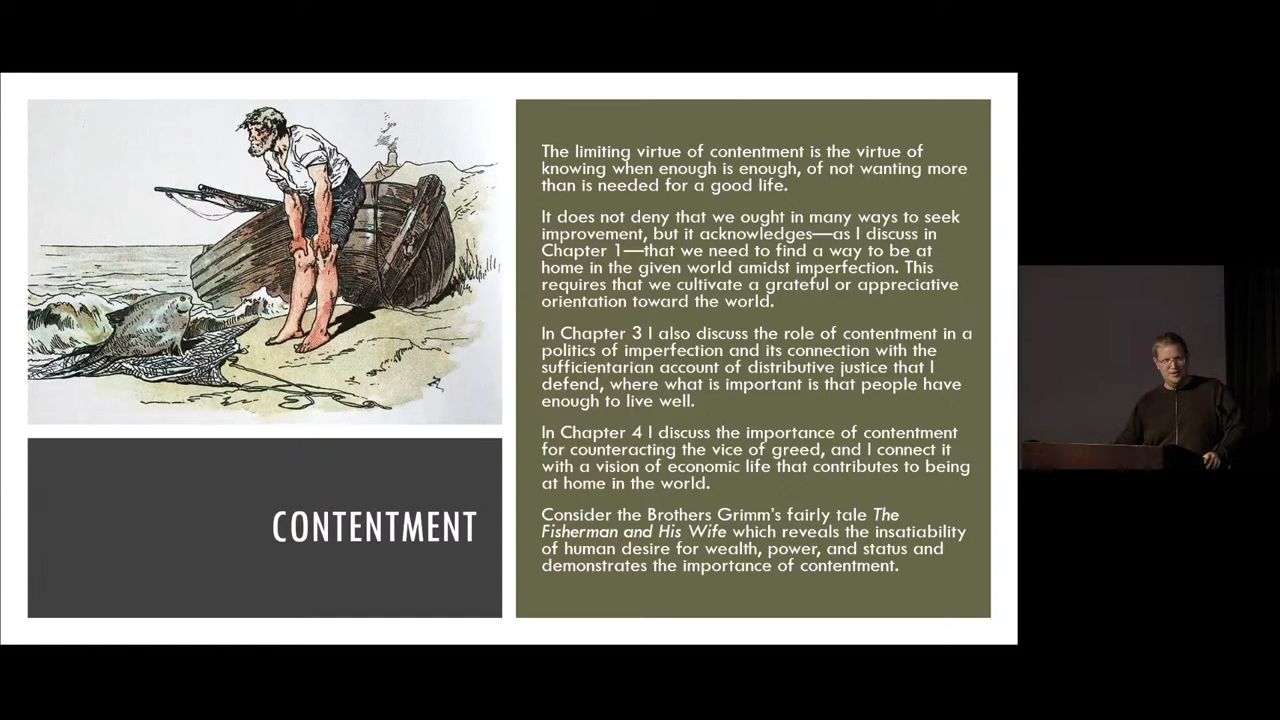 The limiting virtue of contentment is the virtue of
knowing when enough is enough, of not wanting more
than is needed for a good life.
It does not deny that we ought in many ways to seek
improvement, but it acknowledges—as I discuss in
Chapter 1—that we need to find a way to be at
home in the given world amidst imperfection. This
requires that we cultivate a grateful or appreciative
orientation toward the world.
In Chapter 3 I also discuss the role of contentment in a
politics of imperfection and its connection with the
sufficientarian account of distributive justice that I
defend, where what is important is that people have
enough to live well.
In Chapter 4 I discuss the importance of contentment
for counteracting the vice of greed, and I connect it
with a vision of economic life that contributes to being
at home in the world.
Consider the Brothers Grimm's fairly tale The
Fisherman and His Wife which reveals the insatiability
of human desire for wealth, power, and status and
demonstrates the importance of contentment.
CONTENTMENT